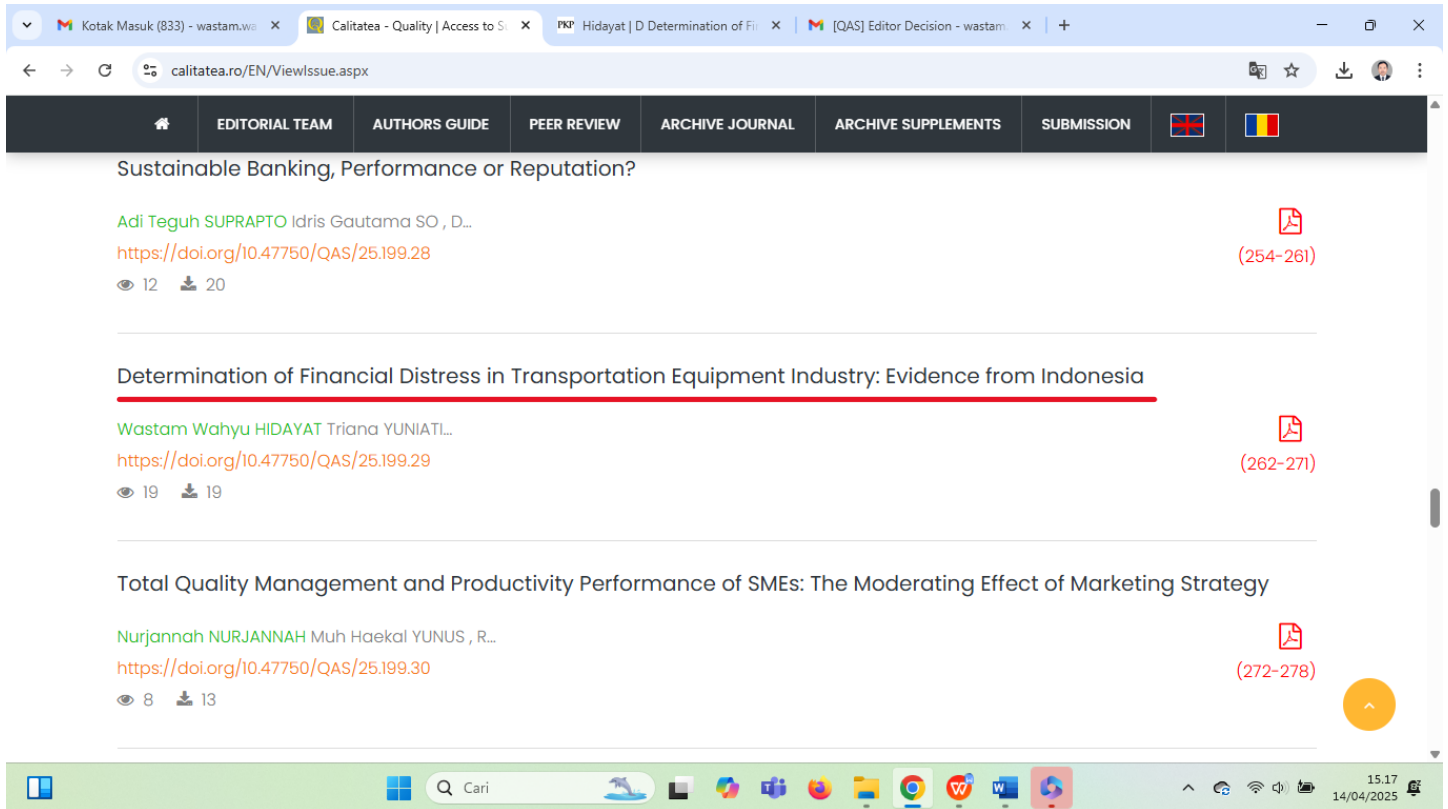 Kotak Masuk (833) - wastam.wa
Calitatea - Quality | Access to Su
PKP Hidayat | D Determination of Fin
[QAS] Editor Decision - wastam.
calitatea.ro/EN/ViewIssue.aspx
EDITORIAL TEAM AUTHORS GUIDE PEER REVIEW ARCHIVE JOURNAL ARCHIVE SUPPLEMENTS SUBMISSION
Sustainable Banking, Performance or Reputation?
Adi Teguh SUPRAPTO Idris Gautama SO , D...
https://doi.org/10.47750/QAS/25.199.28
(254-261)
12 20
Determination of Financial Distress in Transportation Equipment Industry: Evidence from Indonesia
Wastam Wahyu HIDAYAT Triana YUNIATI...
https://doi.org/10.47750/QAS/25.199.29
(262-271)
19 19
Total Quality Management and Productivity Performance of SMEs: The Moderating Effect of Marketing Strategy
Nurjannah NURJANNAH Muh Haekal YUNUS , R...
https://doi.org/10.47750/QAS/25.199.30
(272-278)
8 13
Cari
15.17
14/04/2025